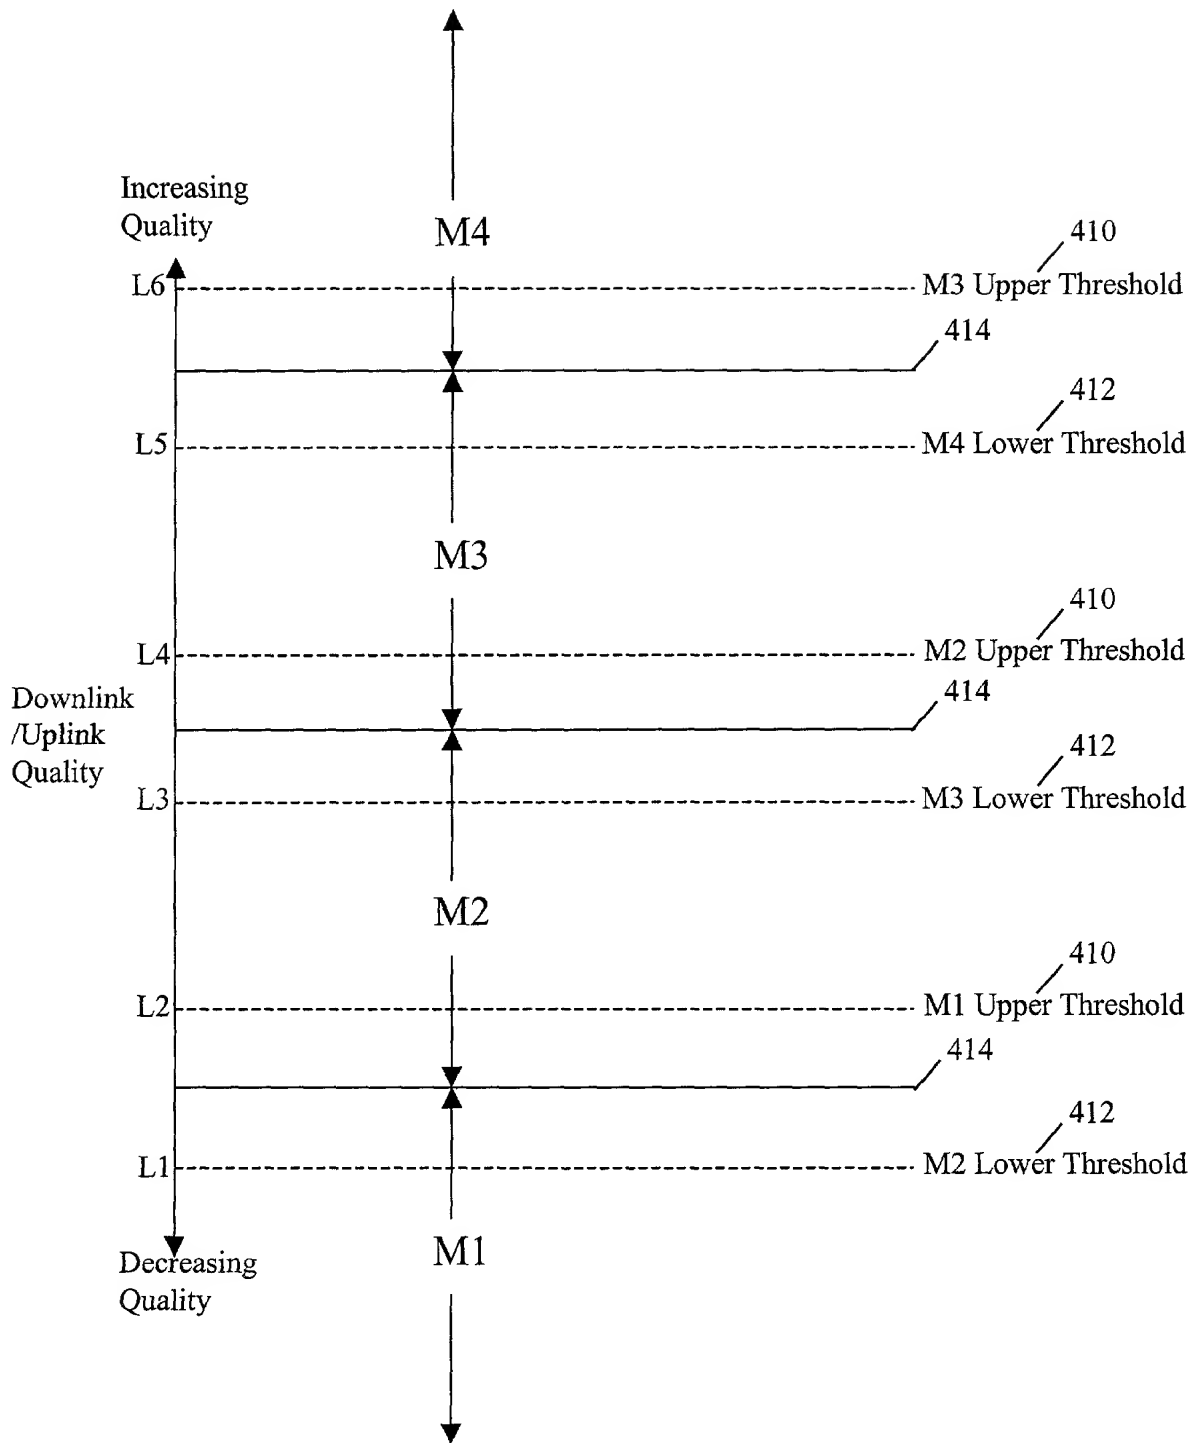 Increasing
Quality
M4
410
L6
M3 Upper Threshold
414
412
L5
M4 Lower Threshold
M3
410
L4
M2 Upper Threshold
Downlink
/Uplink
Quality
414
412
L3
M3 Lower Threshold
M2
410
L2
M1 Upper Threshold
414
412
L1
M2 Lower Threshold
M1
Decreasing
Quality